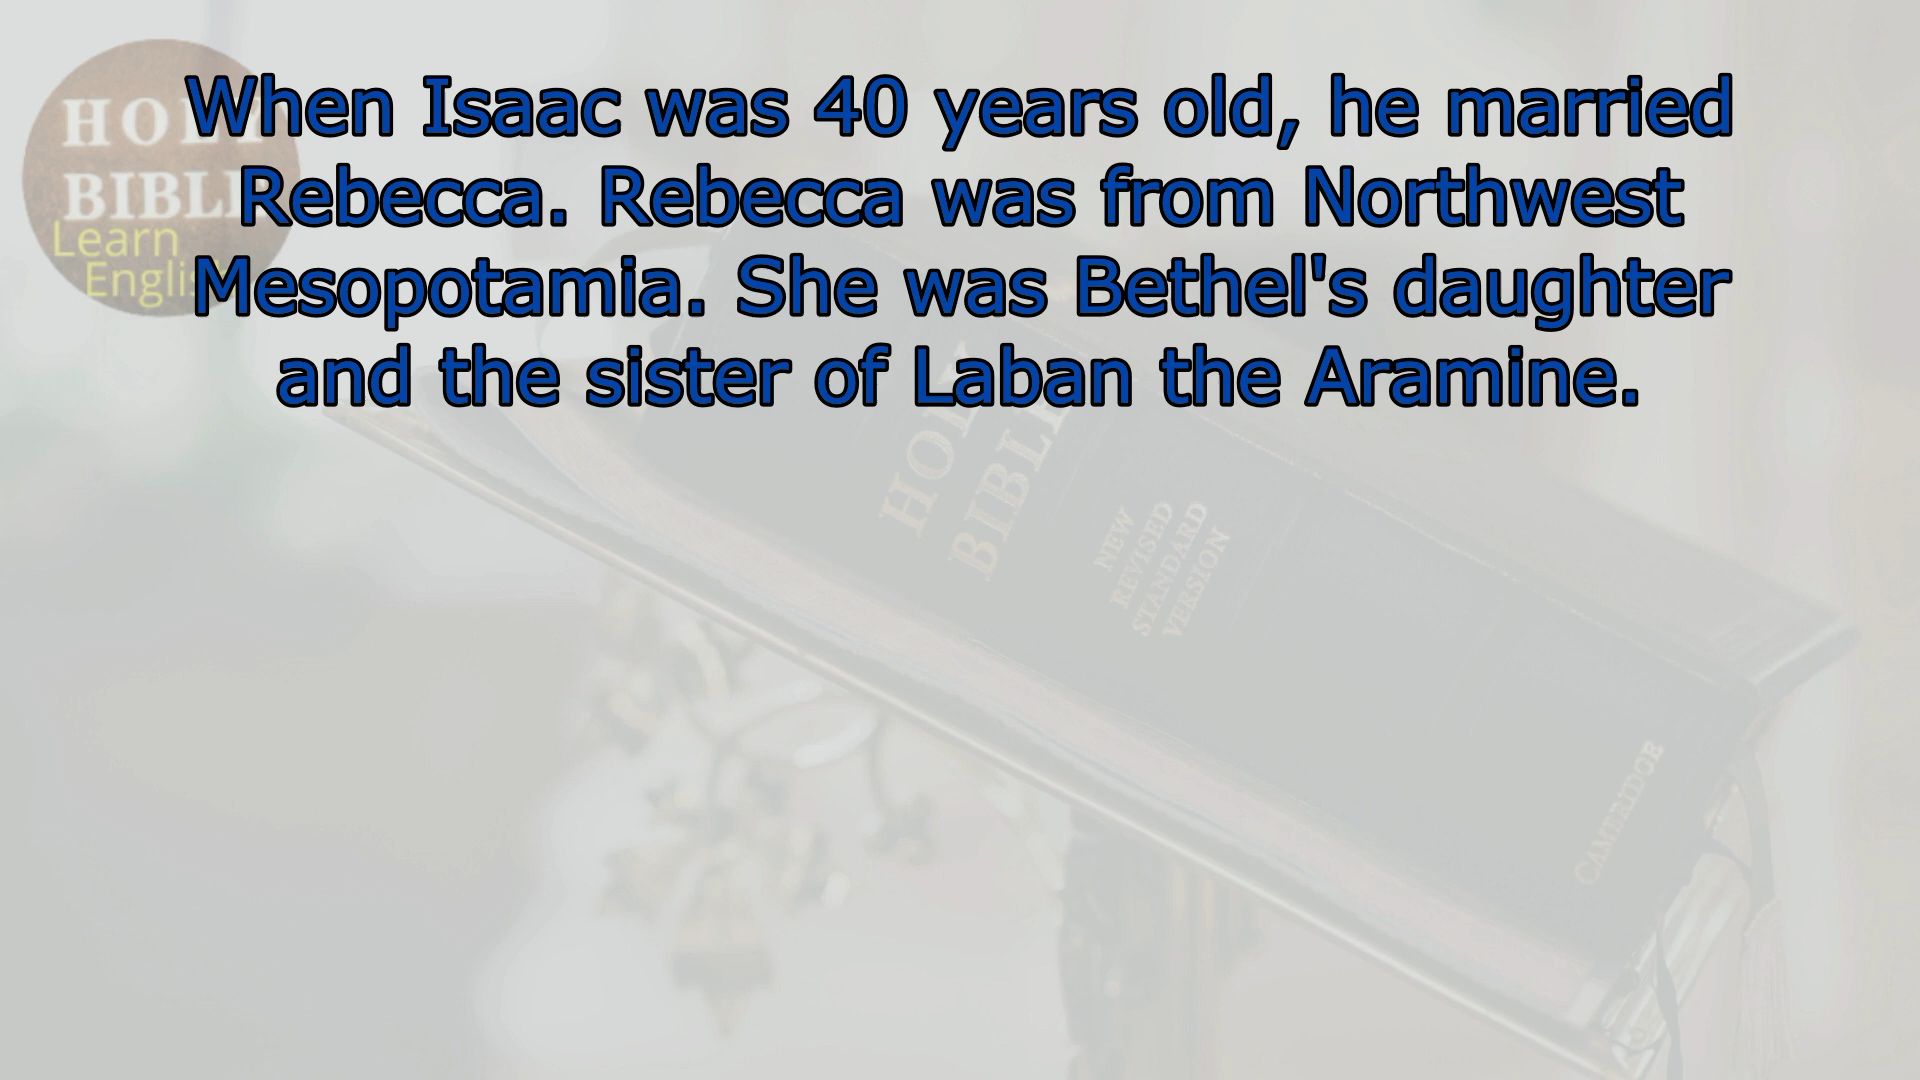 HOLY
BIBLE
Learn
English
When Isaac was 40 years old, he married
Rebecca. Rebecca was from Northwest
Mesopotamia. She was Bethel's daughter
and the sister of Laban the Aramine.
HOLY
BIBLE
NEW
REVISED
STANDARD
VERSION
CAMBRIDGE